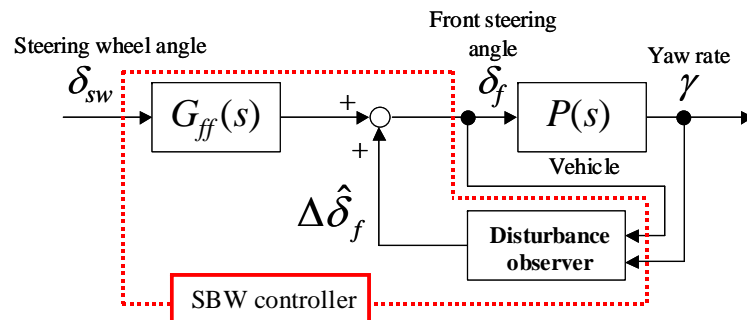 Steering wheel angle
δsw
Gff(s)
+
+
Front steering
angle
δf
P(s)
Vehicle
Yaw rate
γ
Δδ̂f
Disturbance
observer
SBW controller